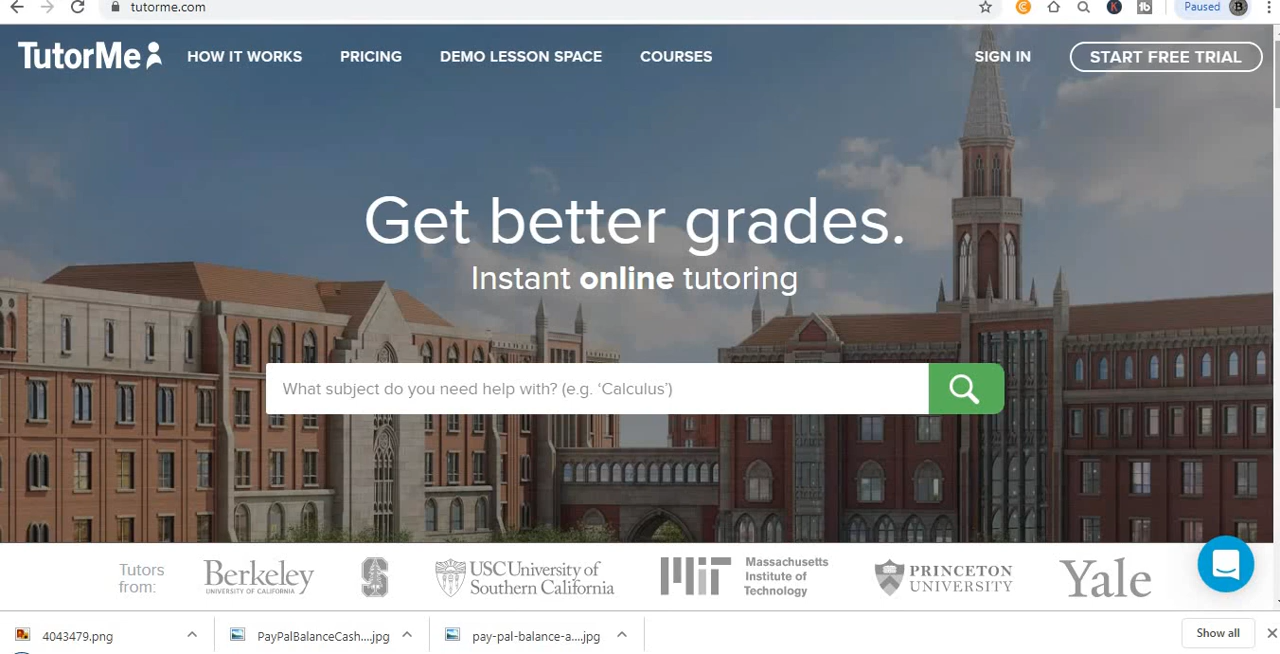 tutorme.com
Paused
B
TutorMe
HOW IT WORKS
PRICING
DEMO LESSON SPACE
COURSES
SIGN IN
START FREE TRIAL
Get better grades.
Instant online tutoring
What subject do you need help with? (e.g. ‘Calculus’)
Tutors
from:
Berkeley
UNIVERSITY OF CALIFORNIA
USC University of
Southern California
MIT
Massachusetts
Institute of
Technology
PRINCETON
UNIVERSITY
Yale
4043479.png
PayPalBalanceCash....jpg
pay-pal-balance-a....jpg
Show all